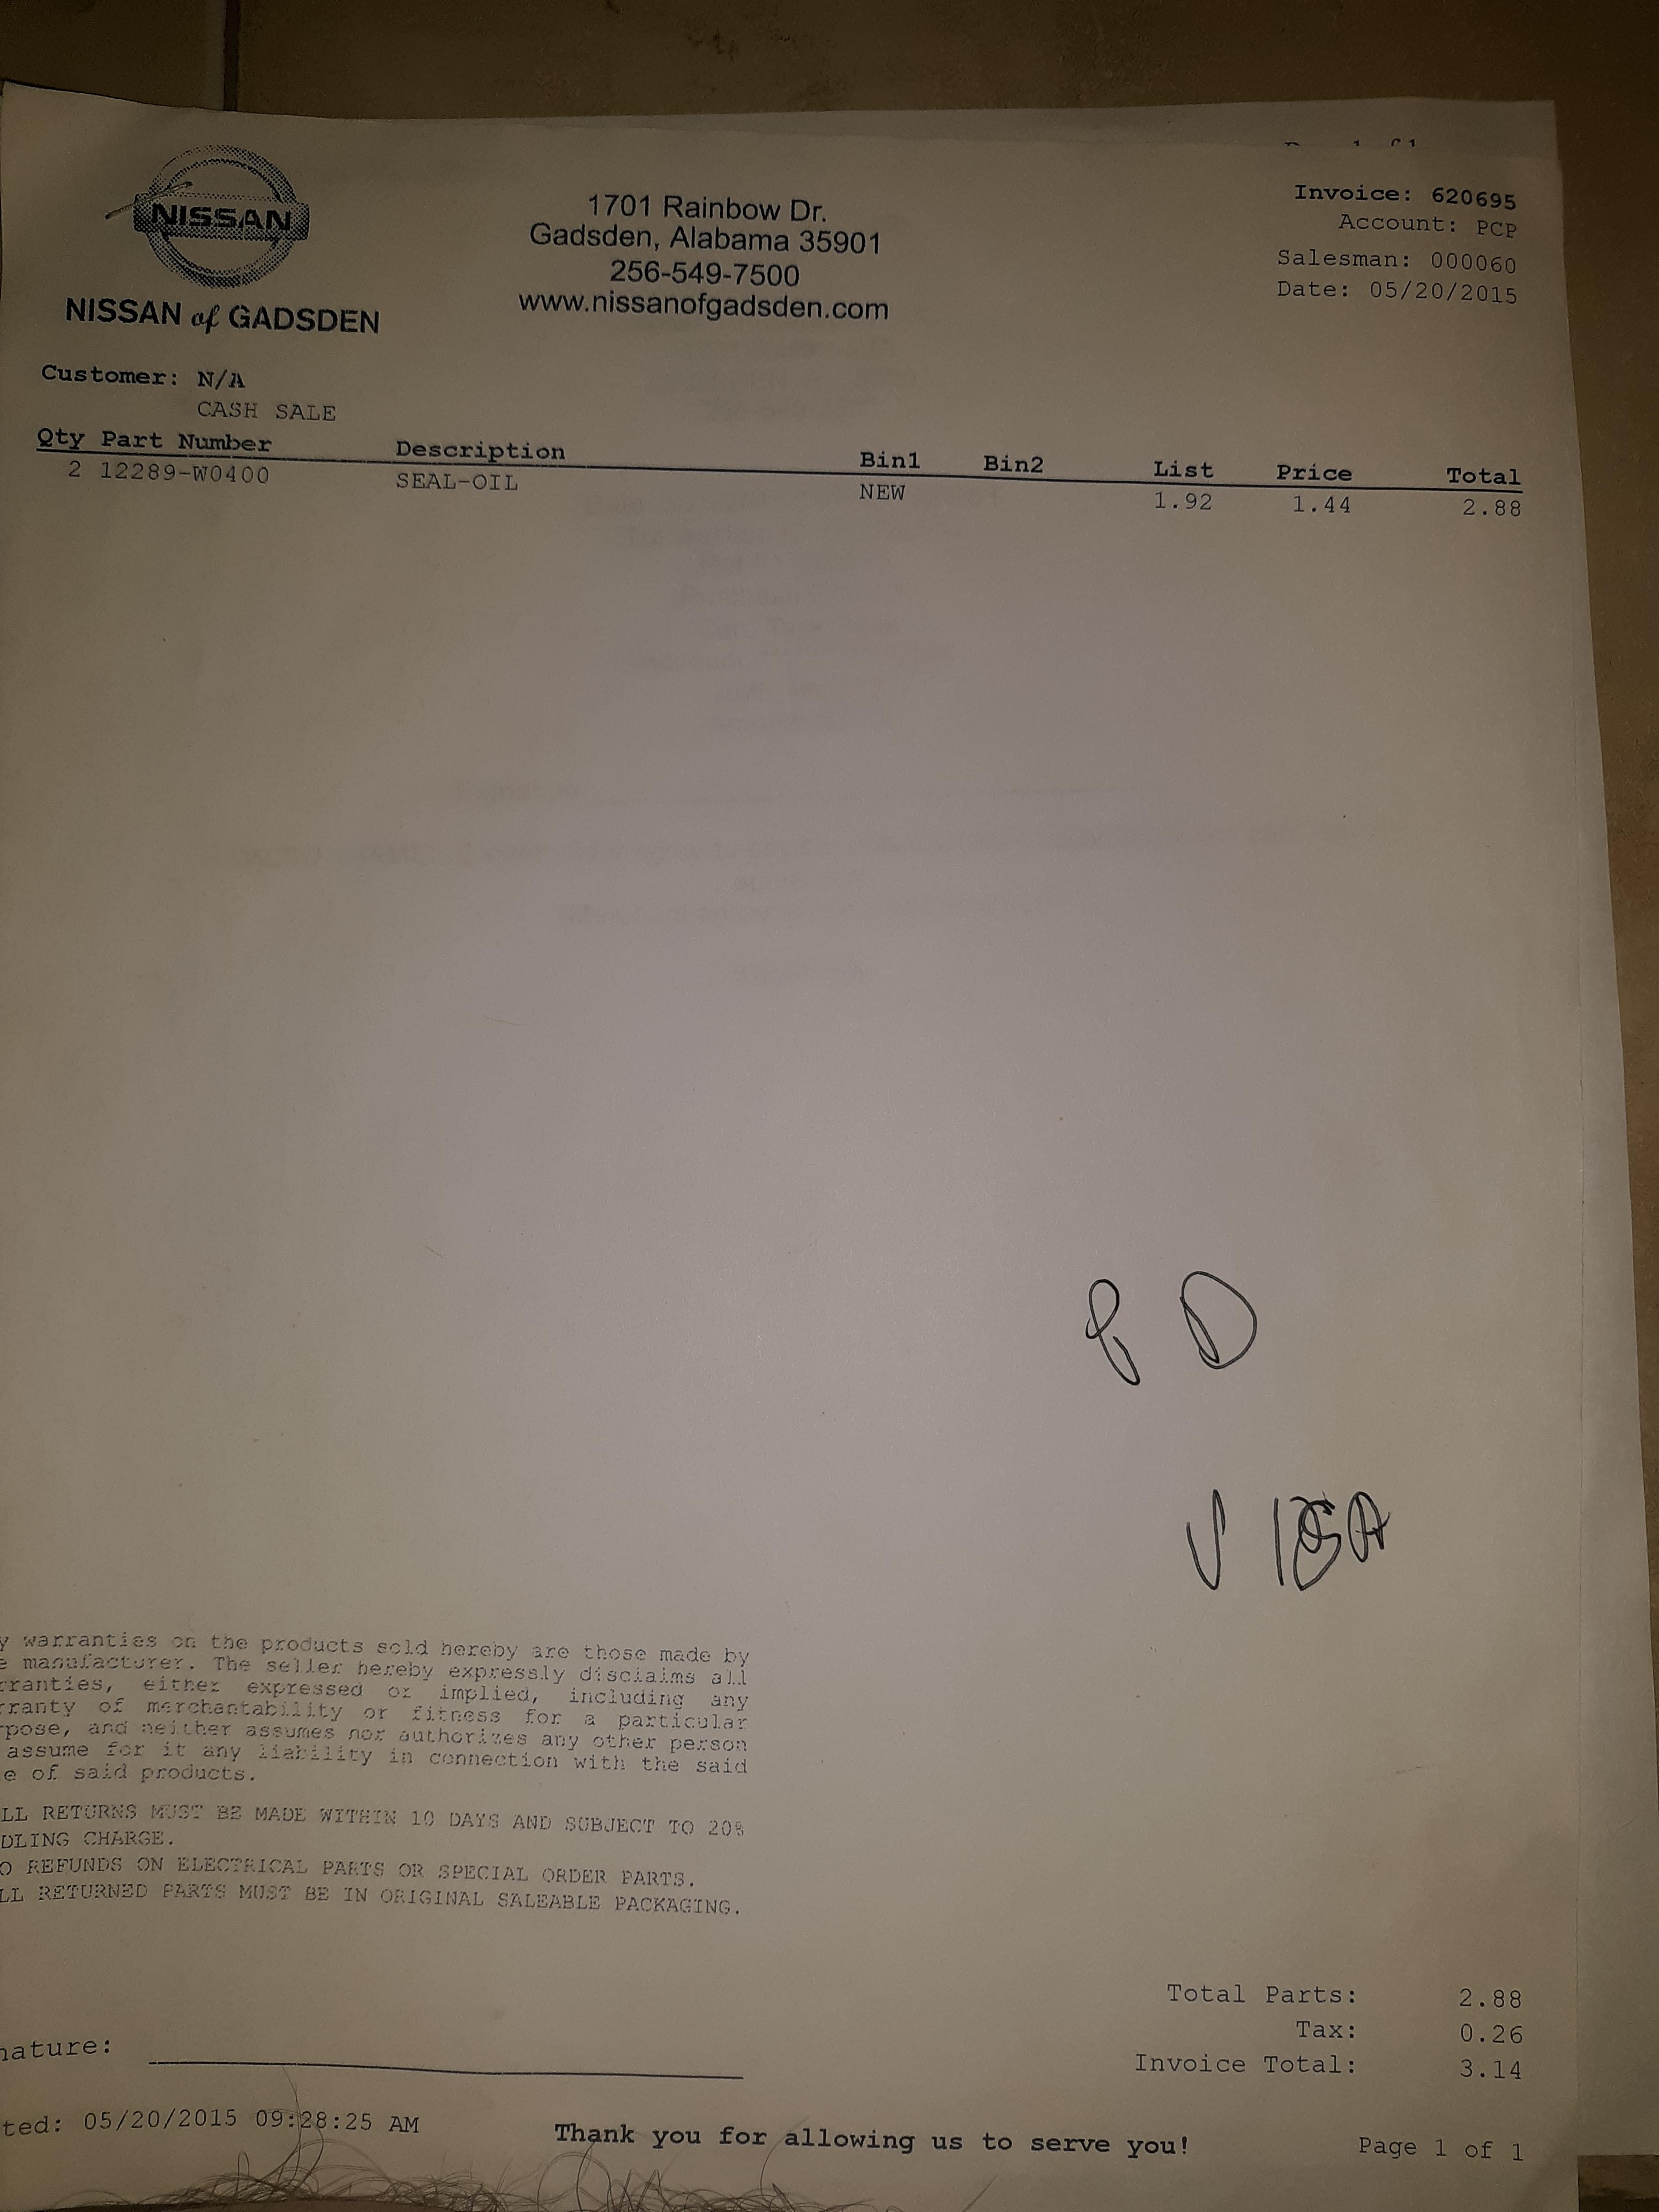 NISSAN
NISSAN of GADSDEN
1701 Rainbow Dr.
Gadsden, Alabama 35901
256-549-7500
www.nissanofgadsden.com
Invoice: 620695
Account: PCP
Salesman: 000060
Date: 05/20/2015
Customer: N/A
CASH SALE
Qty Part Number Description Bin1 Bin2 List Price Total
2 12289-W0400 SEAL-OIL NEW 1.92 1.44 2.88
P D
VISA
y warranties on the products sold hereby are those made by
e manufacturer. The seller hereby expressly disclaims all
rranties, either expressed or implied, including any
rranty of merchantability or fitness for a particular
rpose, and neither assumes nor authorizes any other person
assume for it any liability in connection with the said
e of said products.
LL RETURNS MUST BE MADE WITHIN 10 DAYS AND SUBJECT TO 20%
DLING CHARGE.
O REFUNDS ON ELECTRICAL PARTS OR SPECIAL ORDER PARTS.
LL RETURNED PARTS MUST BE IN ORIGINAL SALEABLE PACKAGING.
Total Parts: 2.88
Tax: 0.26
Invoice Total: 3.14
nature:
ted: 05/20/2015 09:28:25 AM
Thank you for allowing us to serve you!
Page 1 of 1